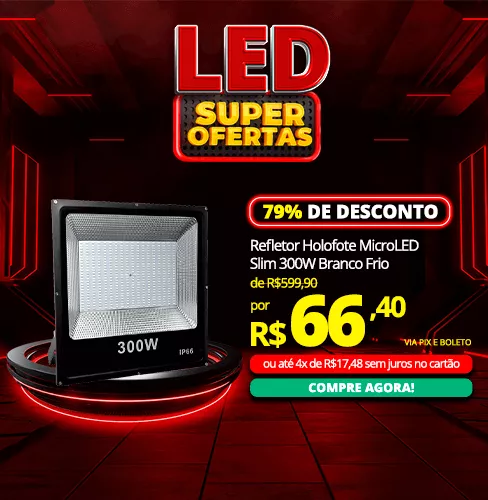 LED
SUPER
OFERTAS
79% DE DESCONTO
Refletor Holofote MicroLED
Slim 300W Branco Frio
de R$599,90
por
R$66,40
VIA PIX E BOLETO
ou até 4x de R$17,48 sem juros no cartão
COMPRE AGORA!
300W
IP66